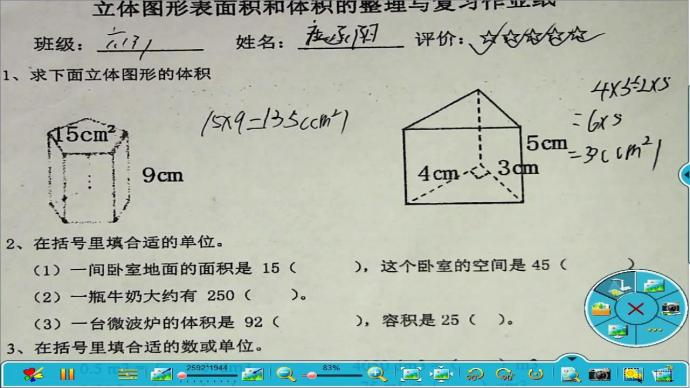 立体图形表面积和体积的整理与复习作业纸
班级： 姓名： 评价：☆☆☆☆☆
1、求下面立体图形的体积
15cm²
9cm
15×9=135(cm²)
4cm
3cm
5cm
4×3÷2×5
=6×5
=30(cm²)
2、在括号里填合适的单位。
（1）一间卧室地面的面积是 15（ ），这个卧室的空间是 45（ ）
（2）一瓶牛奶大约有 250（ ）。
（3）一台微波炉的体积是 92（ ），容积是 25（ ）。
3、在括号里填合适的数或单位。
2592*1944
83%